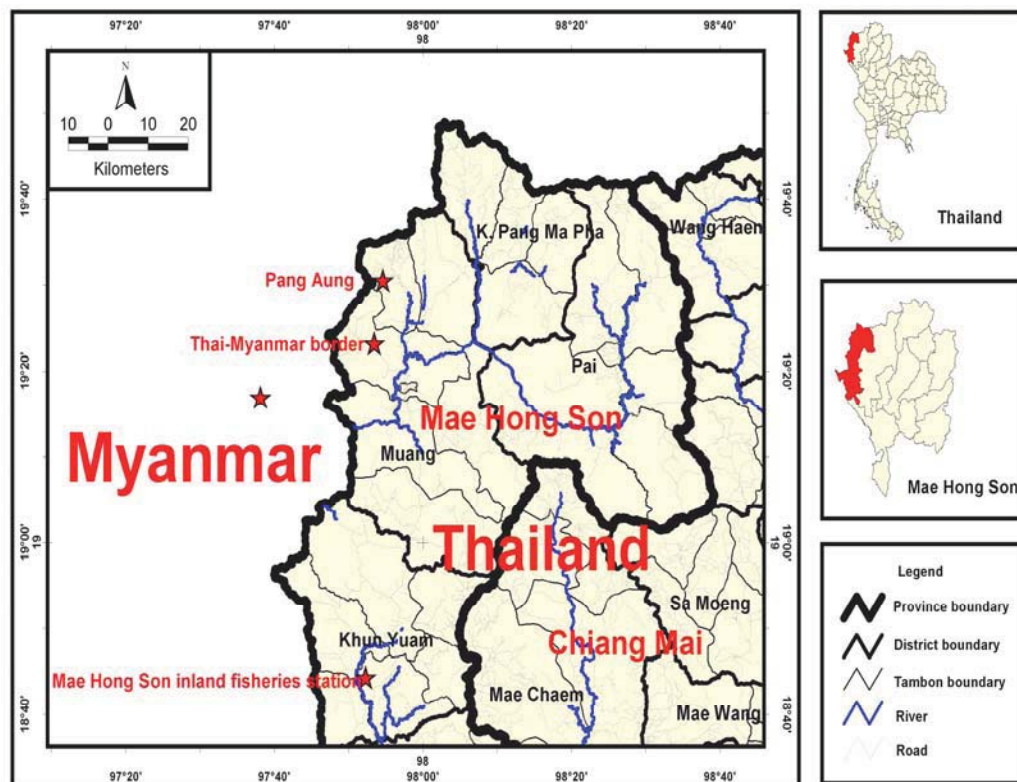 97°20'
97°40'
98°00'
98
98°20'
98°40'
N
10 0 10 20
Kilometers
19°40'
19°40'
K. Pang Ma Pha
Wang Haen
Pang Aung
Thai-Myanmar border
19°20'
19°20'
Pai
Mae Hong Son
Myanmar
Muang
19°00'
19
19°00'
19
Thailand
Sa Moeng
Khun Yuam
Chiang Mai
Mae Hong Son inland fisheries station
Mae Chaem
Mae Wang
18°40'
18°40'
97°20'
97°40'
98°00'
98
98°20'
98°40'
Thailand
Mae Hong Son
Legend
Province boundary
District boundary
Tambon boundary
River
Road